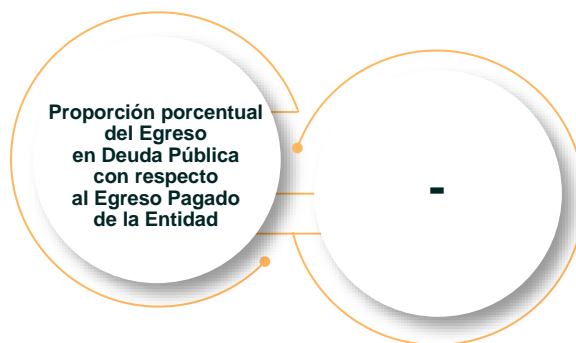 Proporción porcentual
del Egreso
en Deuda Pública
con respecto
al Egreso Pagado
de la Entidad
-